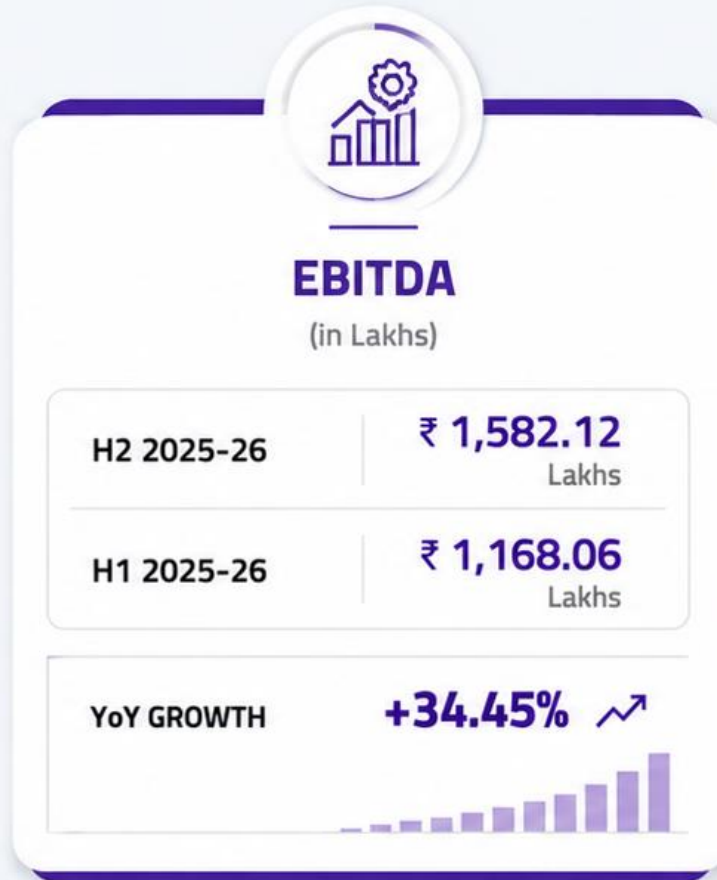 EBITDA
(in Lakhs)
H2 2025-26
₹ 1,582.12
Lakhs
H1 2025-26
₹ 1,168.06
Lakhs
YoY GROWTH
+34.45%